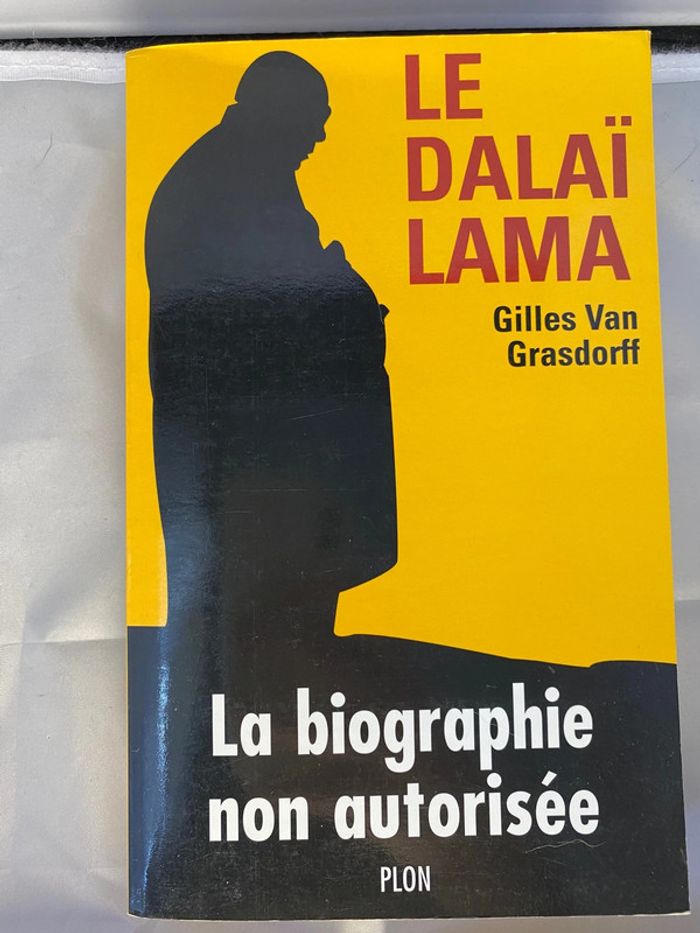 LE
DALAÏ
LAMA
Gilles Van
Grasdorff
La biographie
non autorisée
PLON